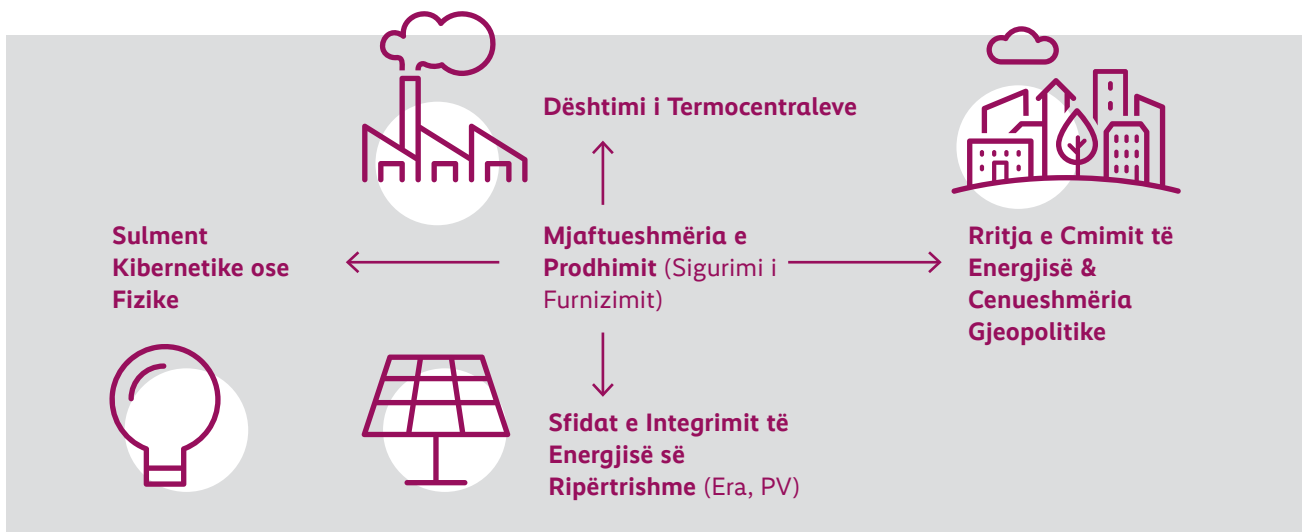 Dështimi i Termocentraleve
Sulment
Kibernetike ose
Fizike
Mjaftueshmëria e
Prodhimit (Sigurimi i
Furnizimit)
Rritja e Cmimit të
Energjisë &
Cenueshmëria
Gjeopolitike
Sfidat e Integrimit të
Energjisë së
Ripërtrishme (Era, PV)